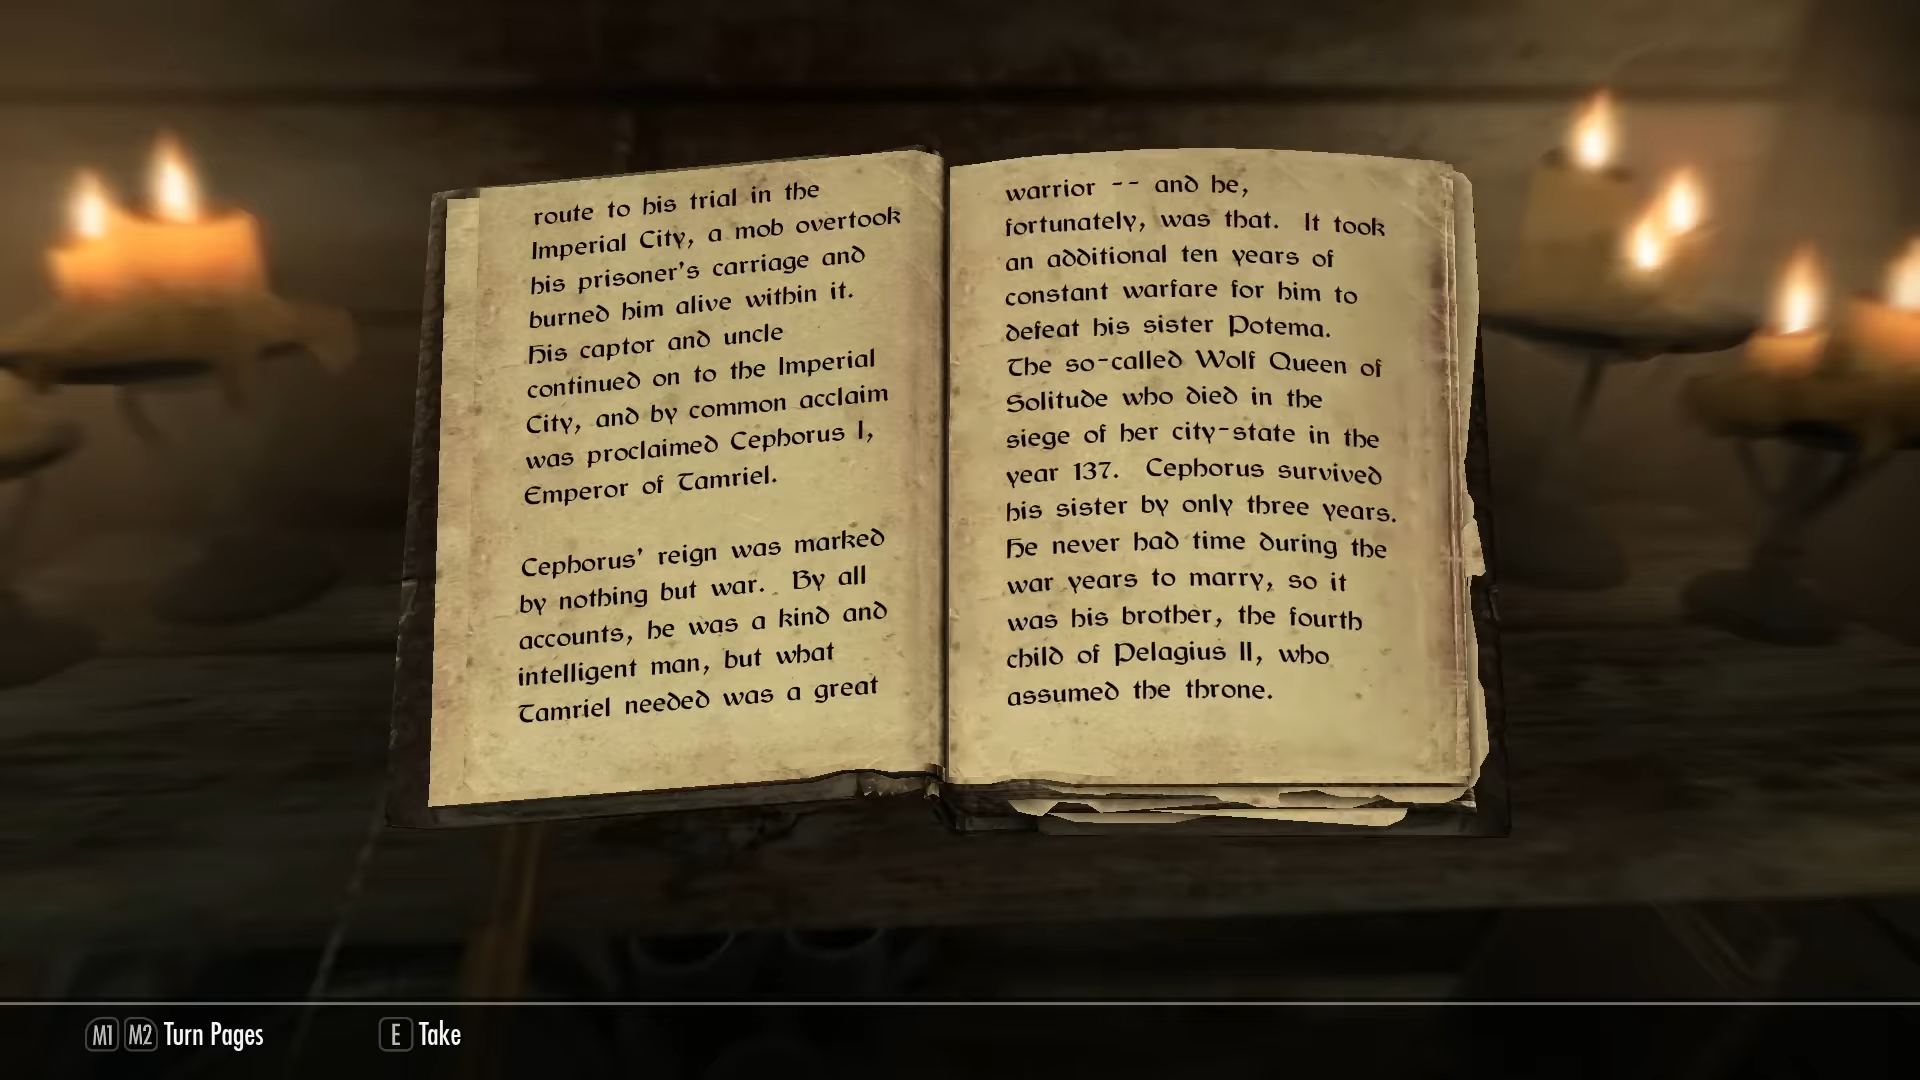 route to his trial in the
Imperial City, a mob overtook
his prisoner's carriage and
burned him alive within it.
His captor and uncle
continued on to the Imperial
City, and by common acclaim
was proclaimed Cephorus I,
Emperor of Tamriel.
Cephorus' reign was marked
by nothing but war.  By all
accounts, he was a kind and
intelligent man, but what
Tamriel needed was a great
warrior -- and he,
fortunately, was that.  It took
an additional ten years of
constant warfare for him to
defeat his sister Potema.
The so-called Wolf Queen of
Solitude who died in the
siege of her city-state in the
year 137.  Cephorus survived
his sister by only three years.
He never had time during the
war years to marry, so it
was his brother, the fourth
child of Pelagius II, who
assumed the throne.
M1 M2 Turn Pages
E Take